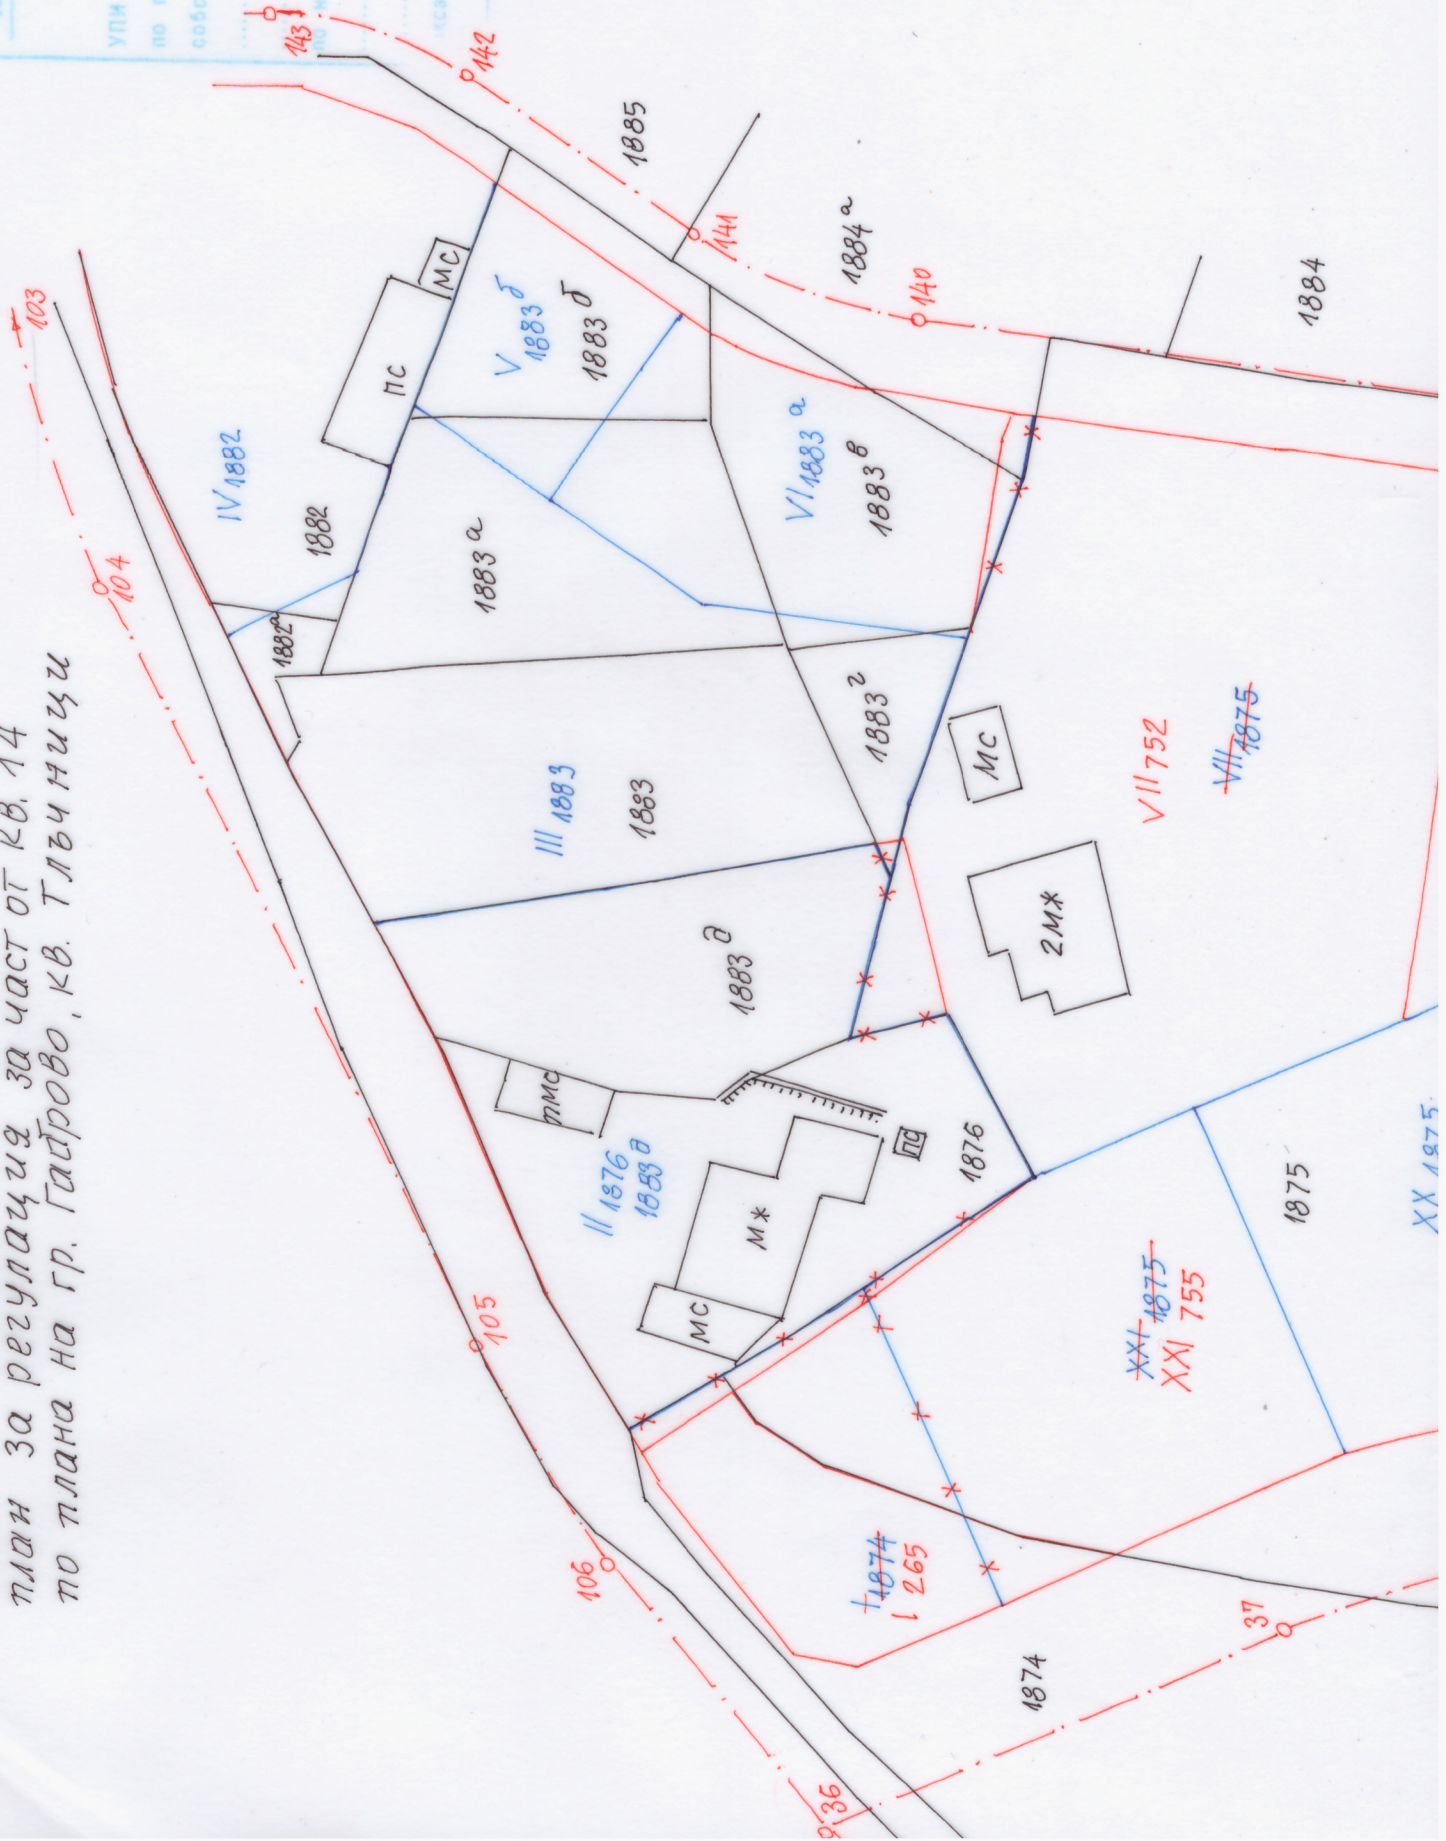 план за регулация за част от кв. 14
по плана на гр. Габрово, кв. Тлъчници
УПИ
по
143
142
1885
141
1884а
140
1884
103
104
105
106
36
37
МС
ПС
V 1883б
1883б
IV 1882
1882
1882а
1883а
VI 1883а
1883в
1883г
III 1883
1883
МС
VII 752
VII 1875
2МЖ
1883д
пМС
II 1876
1883д
МЖ
МС
ПС
1876
1875
XX 1875
XXI 1875
XXI 755
I 1874
I 265
1874